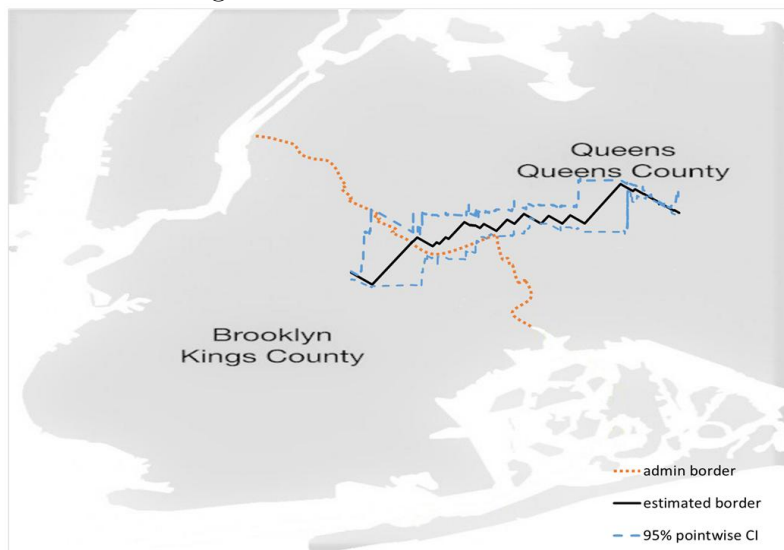 Queens
Queens County
Brooklyn
Kings County
admin border
estimated border
95% pointwise CI